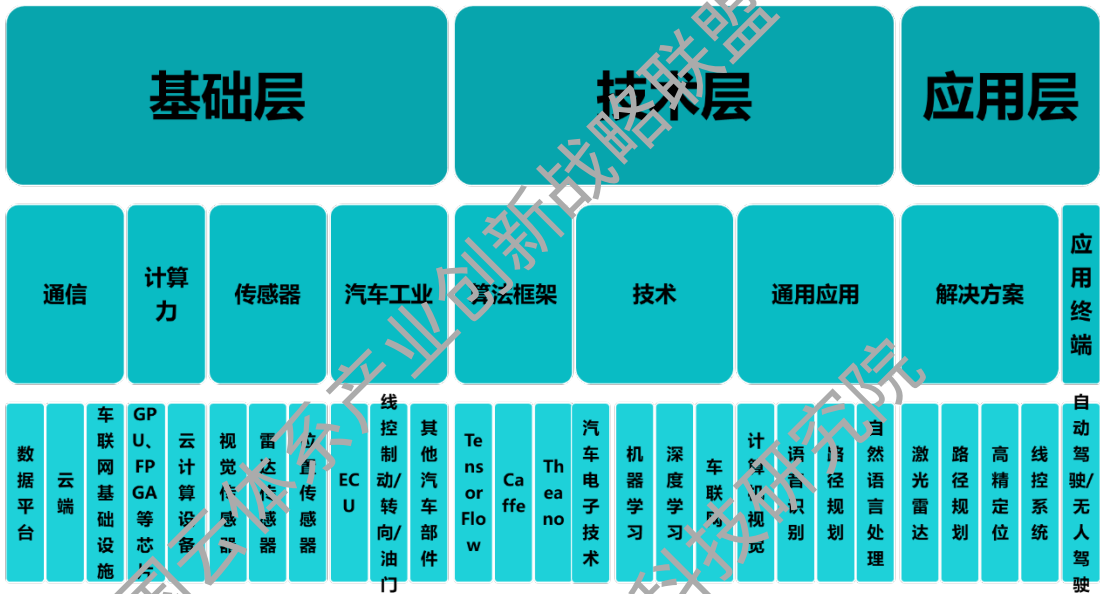 基础层
技术层
应用层
通信
计算力
传感器
汽车工业
算法框架
技术
通用应用
解决方案
应用终端
数据平台
云端
车联网基础设施
GPU、FPGA等芯片
云计算设备
视觉传感器
雷达传感器
位置传感器
ECU
线控制动/转向/油门
其他汽车部件
TensorFlow
Caffe
Theano
汽车电子技术
机器学习
深度学习
车联网
计算机视觉
语音识别
路径规划
自然语言处理
激光雷达
路径规划
高精定位
线控系统
自动驾驶/无人驾驶
国云体系产业创新战略联盟
科技研究院